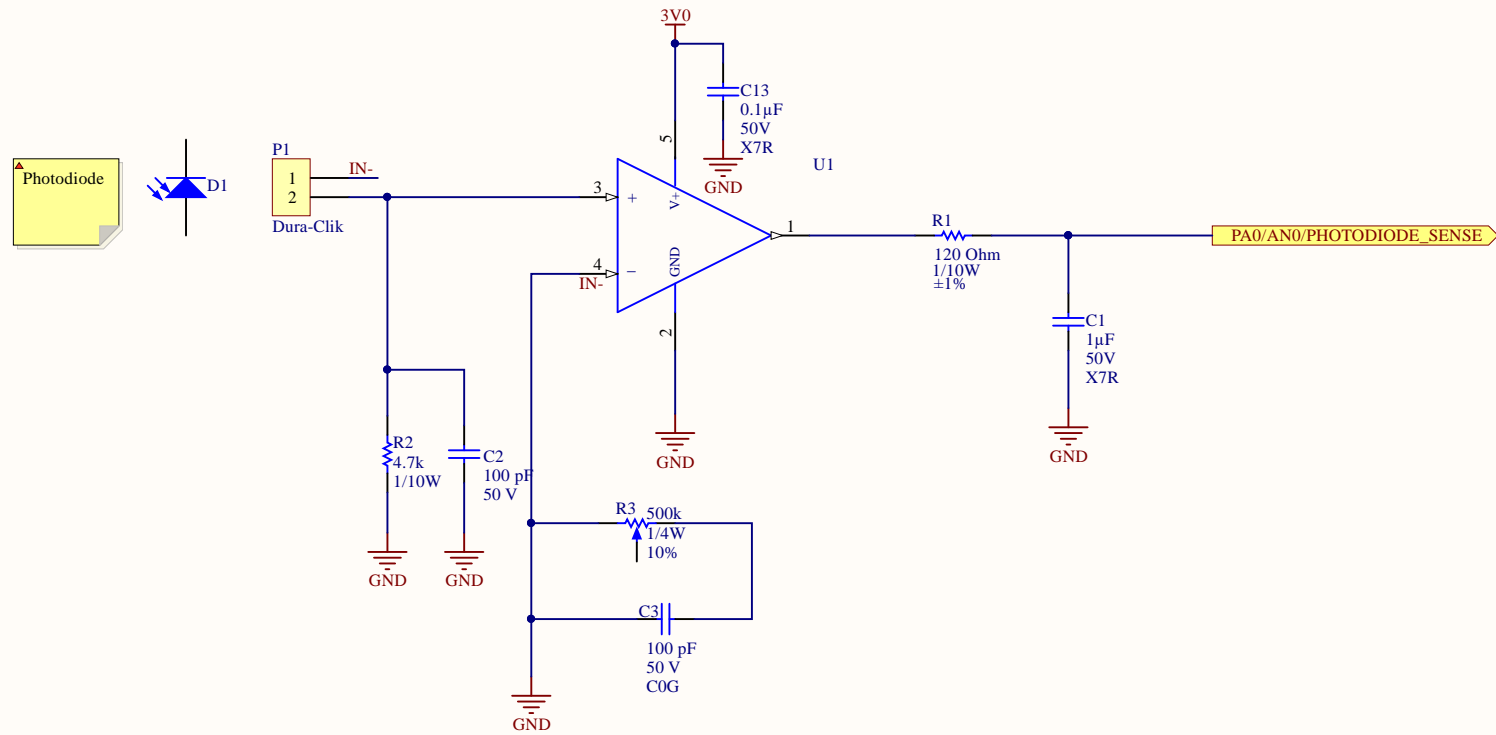 3V0
C13
0.1µF
50V
X7R
GND
Photodiode
D1
P1
1
2
IN-
Dura-Clik
5
V+
U1
3
+
4
−
IN-
GND
2
1
GND
R1
120 Ohm
1/10W
±1%
PA0/AN0/PHOTODIODE_SENSE
C1
1µF
50V
X7R
GND
R2
4.7k
1/10W
GND
C2
100 pF
50 V
GND
R3
500k
1/4W
10%
C3
100 pF
50 V
C0G
GND